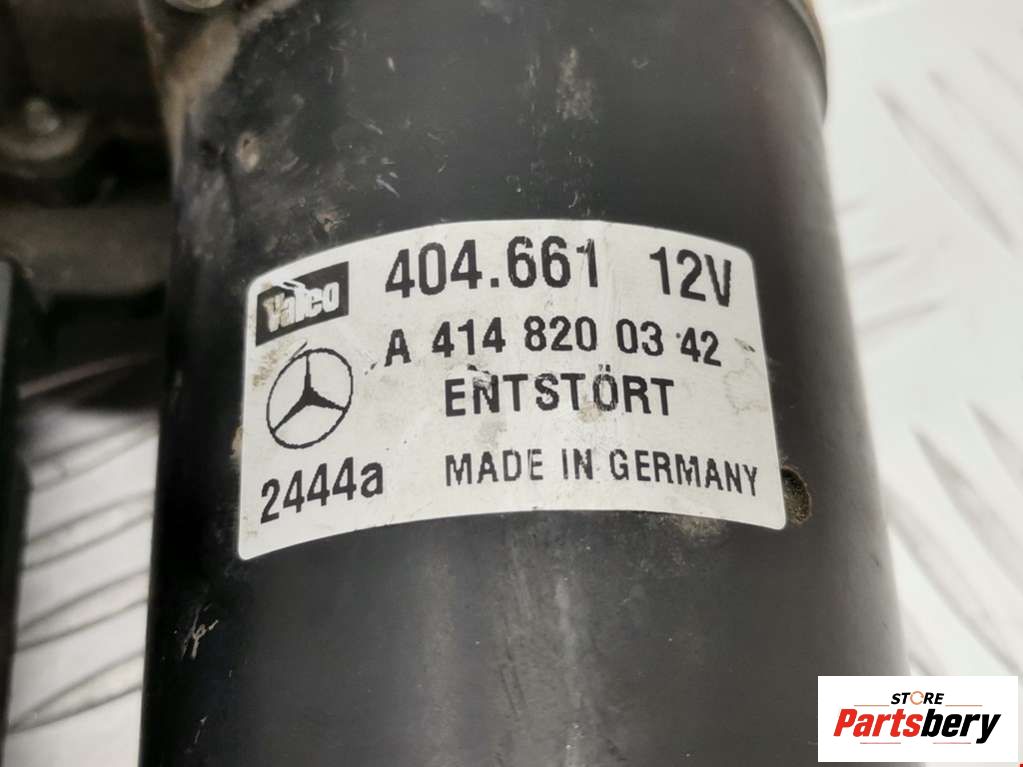 Valeo 404.661 12V
A 414 820 03 42
ENTSTÖRT
2444a MADE IN GERMANY
STORE
Partsbery